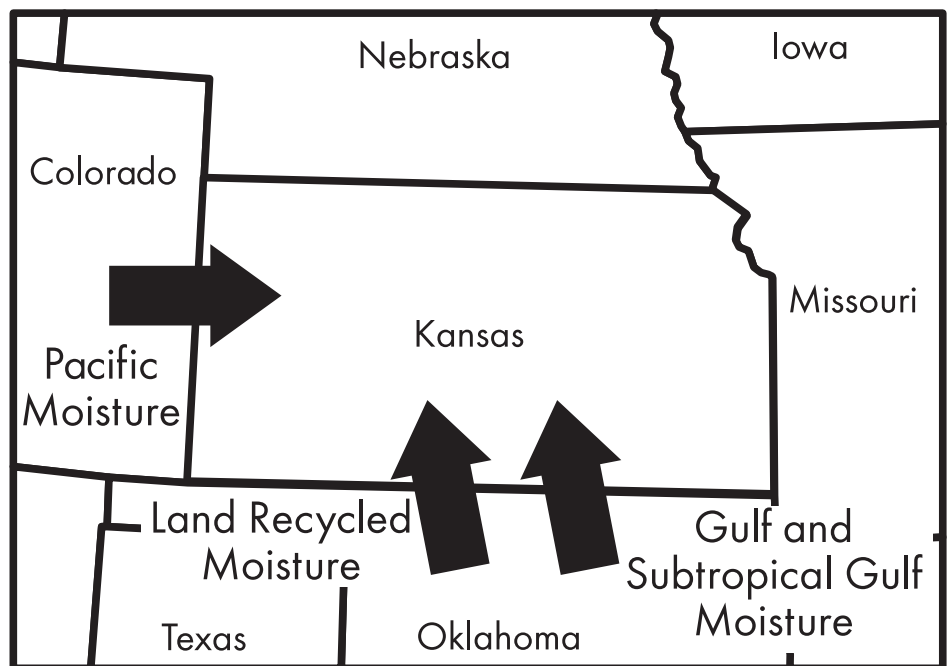 Nebraska
Iowa
Colorado
Missouri
Kansas
Pacific
Moisture
Land Recycled
Moisture
Gulf and
Subtropical Gulf
Moisture
Texas
Oklahoma